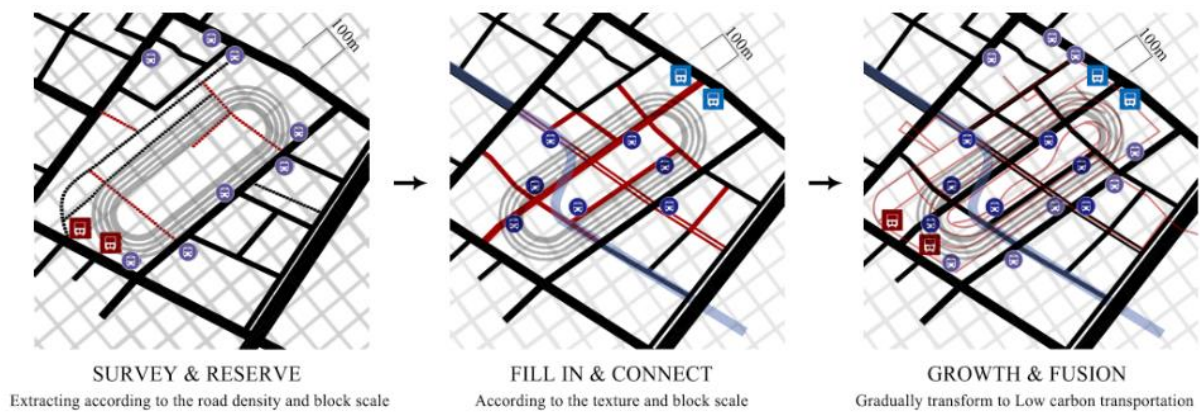 100m
100m
100m
B
B
B
B
B
B
B
B
SURVEY & RESERVE
FILL IN & CONNECT
GROWTH & FUSION
Extracting according to the road density and block scale
According to the texture and block scale
Gradually transform to Low carbon transportation